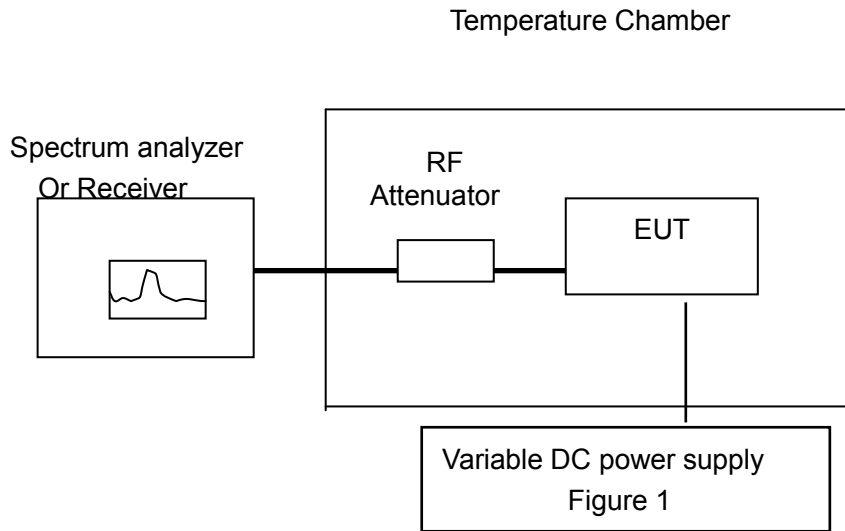 Temperature Chamber
Spectrum analyzer
Or Receiver
RF
Attenuator
EUT
Variable DC power supply
Figure 1